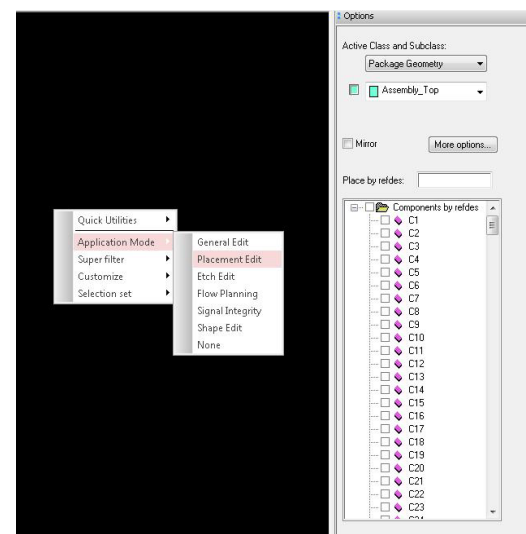 Options
Active Class and Subclass:
Package Geometry
Assembly_Top
Mirror
More options...
Place by refdes:
Components by refdes
C1
C2
C3
C4
C5
C6
C7
C8
C9
C10
C11
C12
C13
C14
C15
C16
C17
C18
C19
C20
C21
C22
C23
C24
Quick Utilities
Application Mode
Super filter
Customize
Selection set
General Edit
Placement Edit
Etch Edit
Flow Planning
Signal Integrity
Shape Edit
None